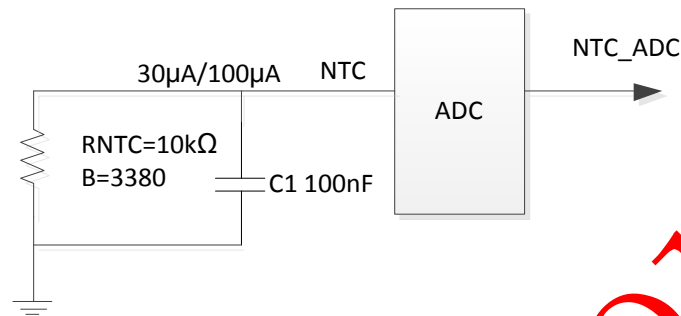 NTC_ADC
30μA/100μA NTC
ADC
RNTC=10kΩ
B=3380
C1 100nF